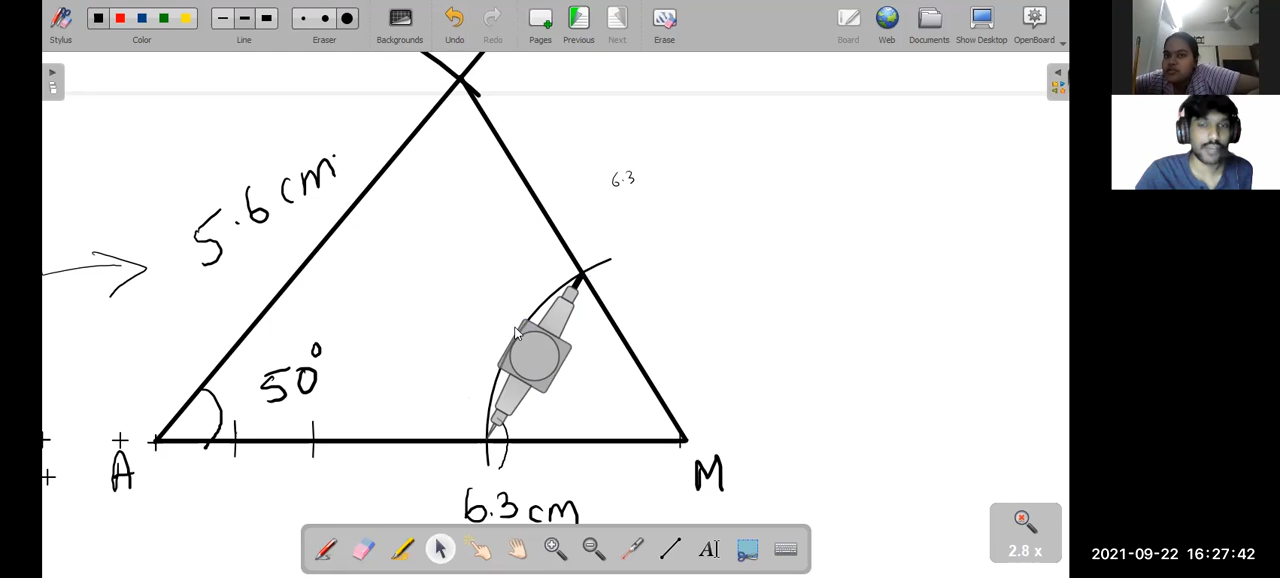 Stylus
Color
Line
Eraser
Backgrounds
Undo
Redo
Pages
Previous
Next
Erase
Board
Web
Documents
Show Desktop
OpenBoard
5.6 cm
6.3
50°
A
M
6.3 cm
2.8 x
2021-09-22 16:27:42